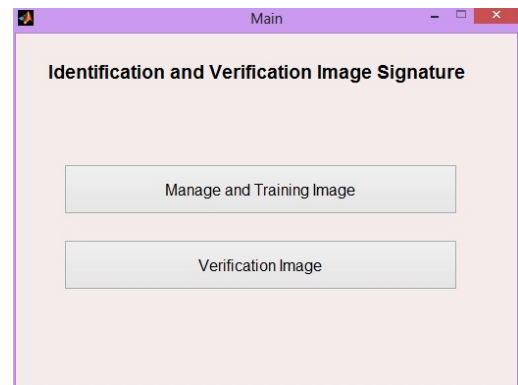 Main
Identification and Verification Image Signature
Manage and Training Image
Verification Image